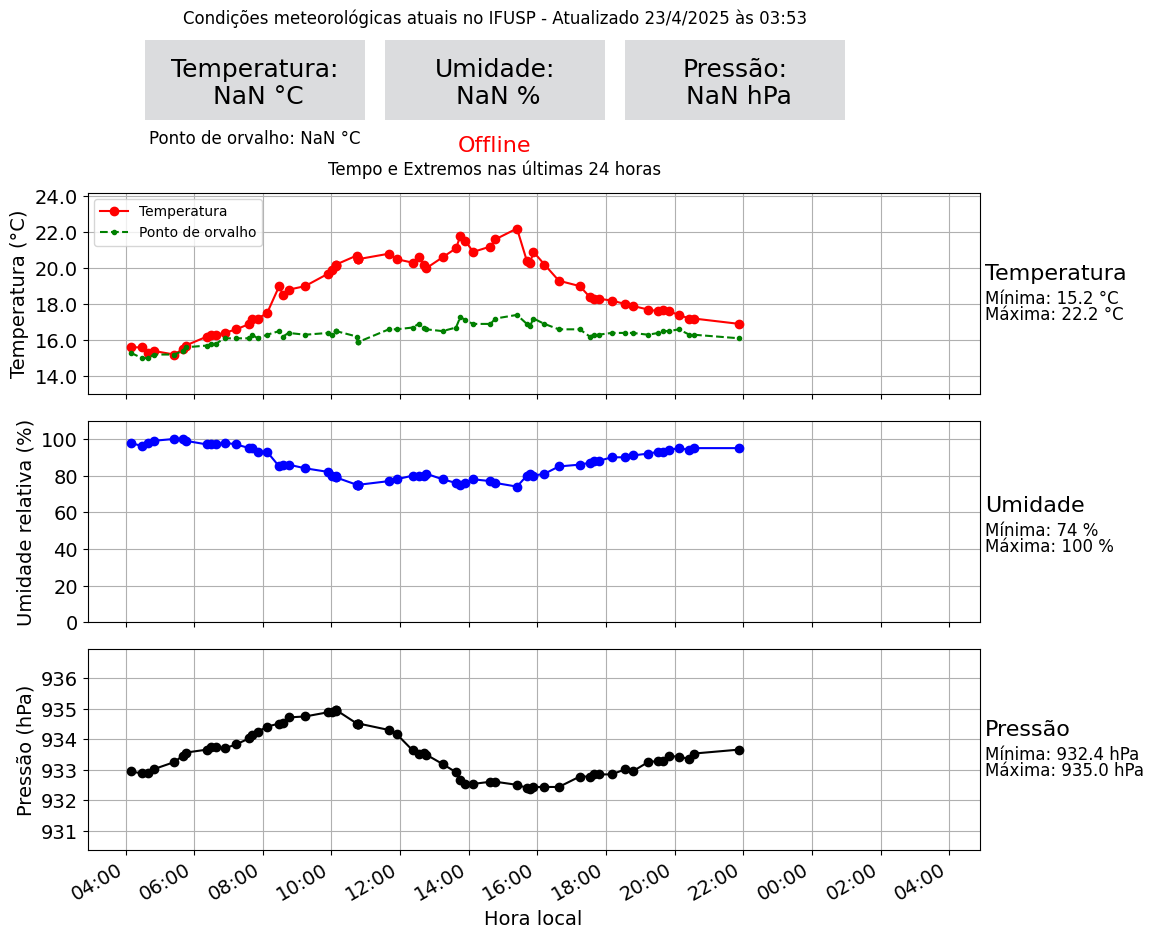 Condições meteorológicas atuais no IFUSP - Atualizado 23/4/2025 às 03:53
Temperatura:
NaN °C
Umidade:
NaN %
Pressão:
NaN hPa
Ponto de orvalho: NaN °C
Offline
Tempo e Extremos nas últimas 24 horas
Temperatura (°C)
24.0
22.0
20.0
18.0
16.0
14.0
Temperatura
Ponto de orvalho
Temperatura
Mínima: 15.2 °C
Máxima: 22.2 °C
Umidade relativa (%)
100
80
60
40
20
0
Umidade
Mínima: 74 %
Máxima: 100 %
Pressão (hPa)
936
935
934
933
932
931
Pressão
Mínima: 932.4 hPa
Máxima: 935.0 hPa
04:00 06:00 08:00 10:00 12:00 14:00 16:00 18:00 20:00 22:00 00:00 02:00 04:00
Hora local